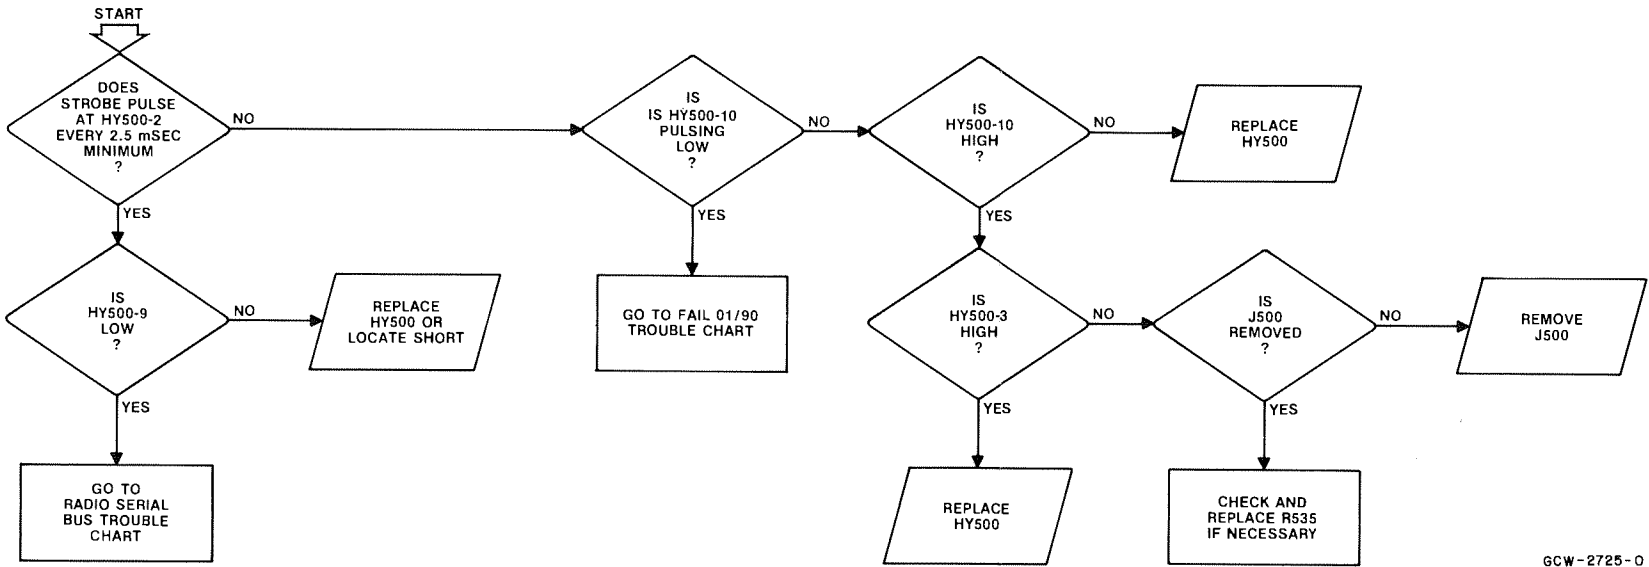 START
DOES
STROBE PULSE
AT HY500-2
EVERY 2.5 mSEC
MINIMUM
?
NO
YES
IS
IS HY500-10
PULSING
LOW
?
NO
YES
IS
HY500-10
HIGH
?
NO
YES
REPLACE
HY500
IS
HY500-9
LOW
?
NO
YES
REPLACE
HY500 OR
LOCATE SHORT
GO TO FAIL 01/90
TROUBLE CHART
IS
HY500-3
HIGH
?
NO
YES
IS
J500
REMOVED
?
NO
YES
REMOVE
J500
GO TO
RADIO SERIAL
BUS TROUBLE
CHART
REPLACE
HY500
CHECK AND
REPLACE R535
IF NECESSARY
GCW-2725-O